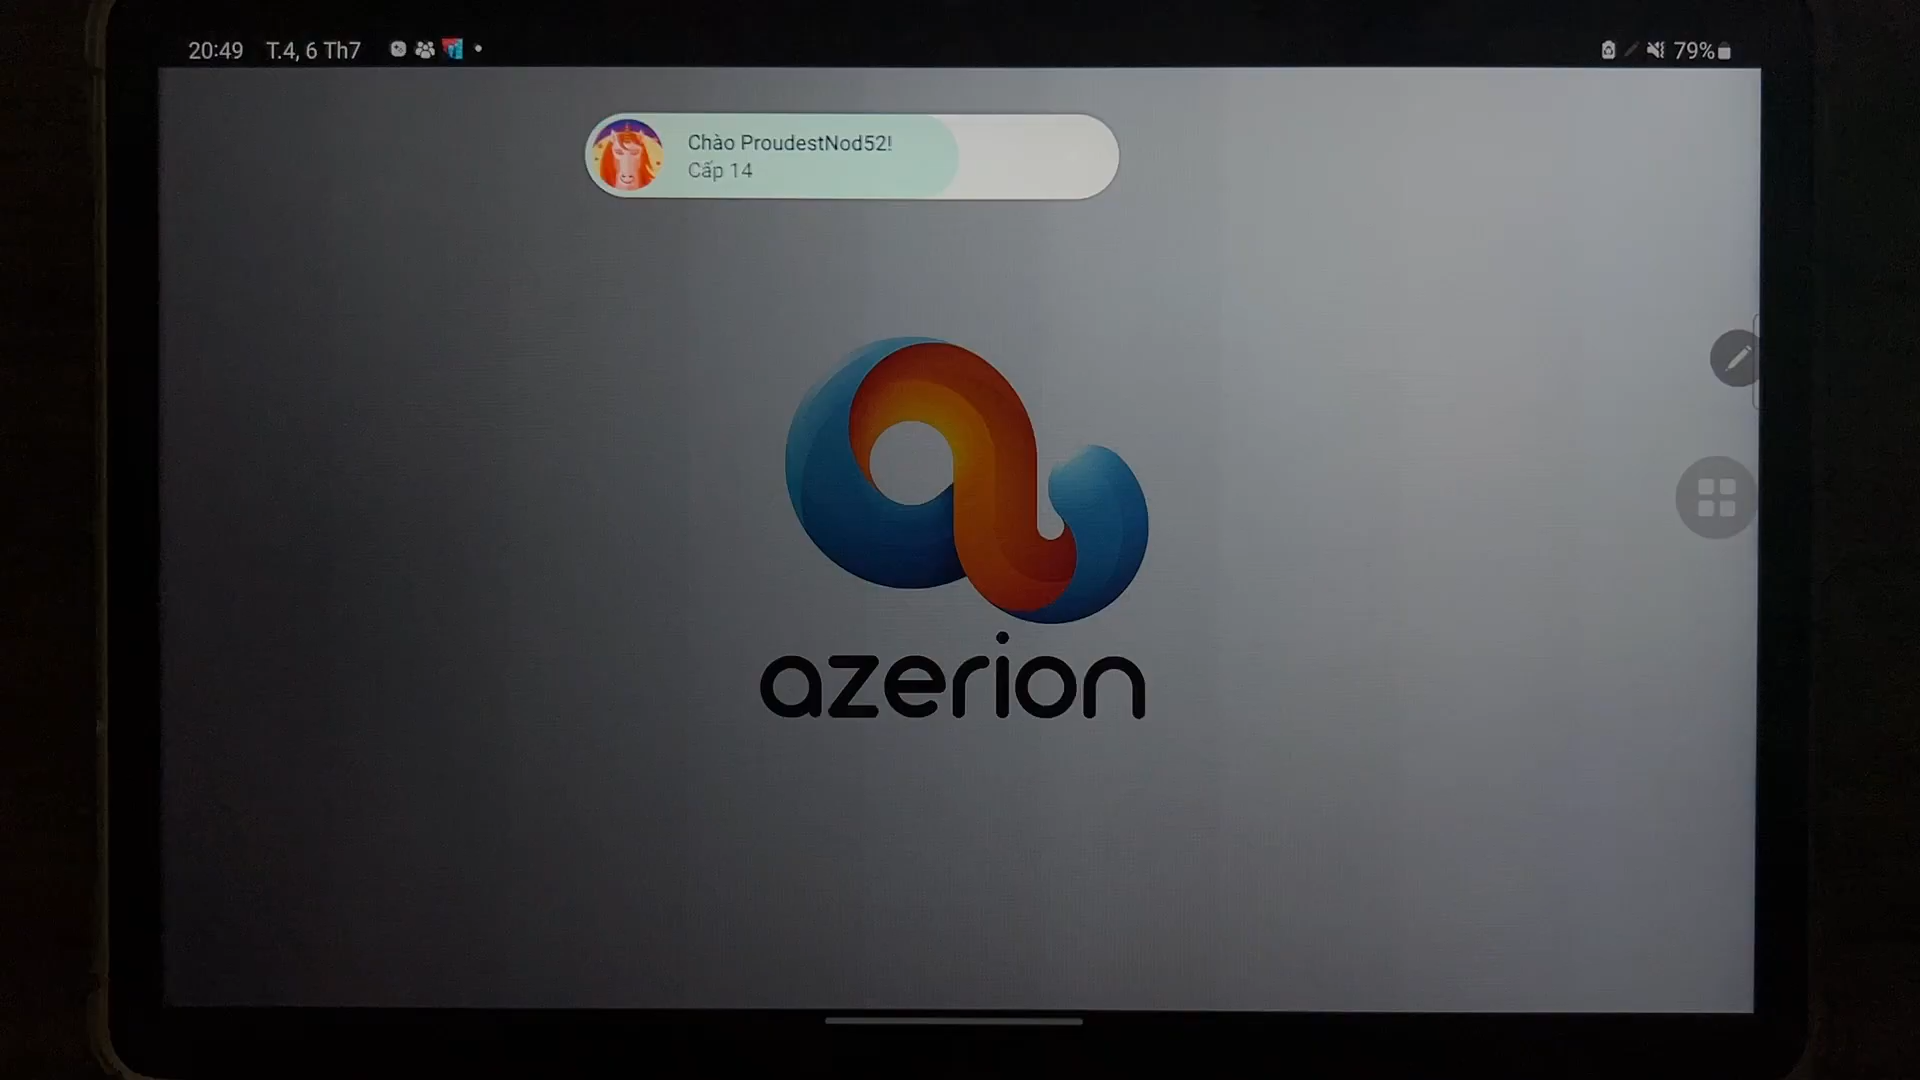 20:49 T.4, 6 Th7
79%
Chào ProudestNod52!
Cấp 14
azerion